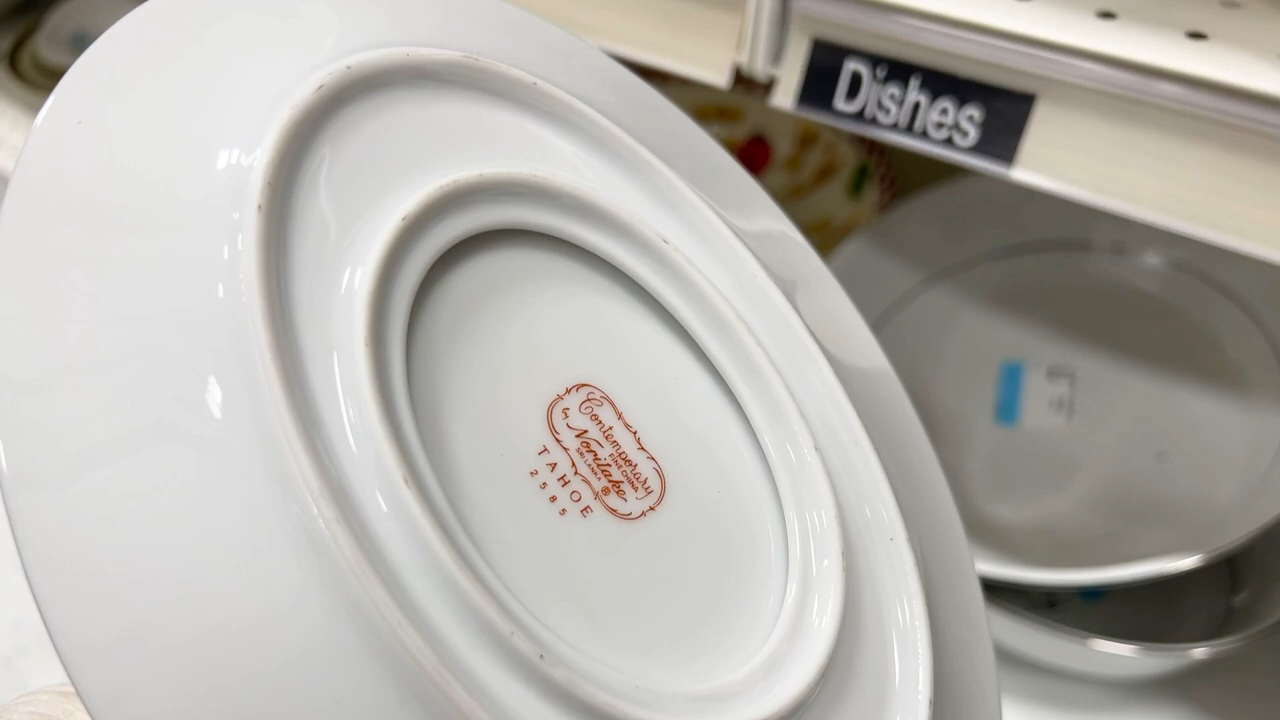 Dishes
Contemporary
FINE CHINA
by Noritake ®
SRI LANKA
TAHOE
2585